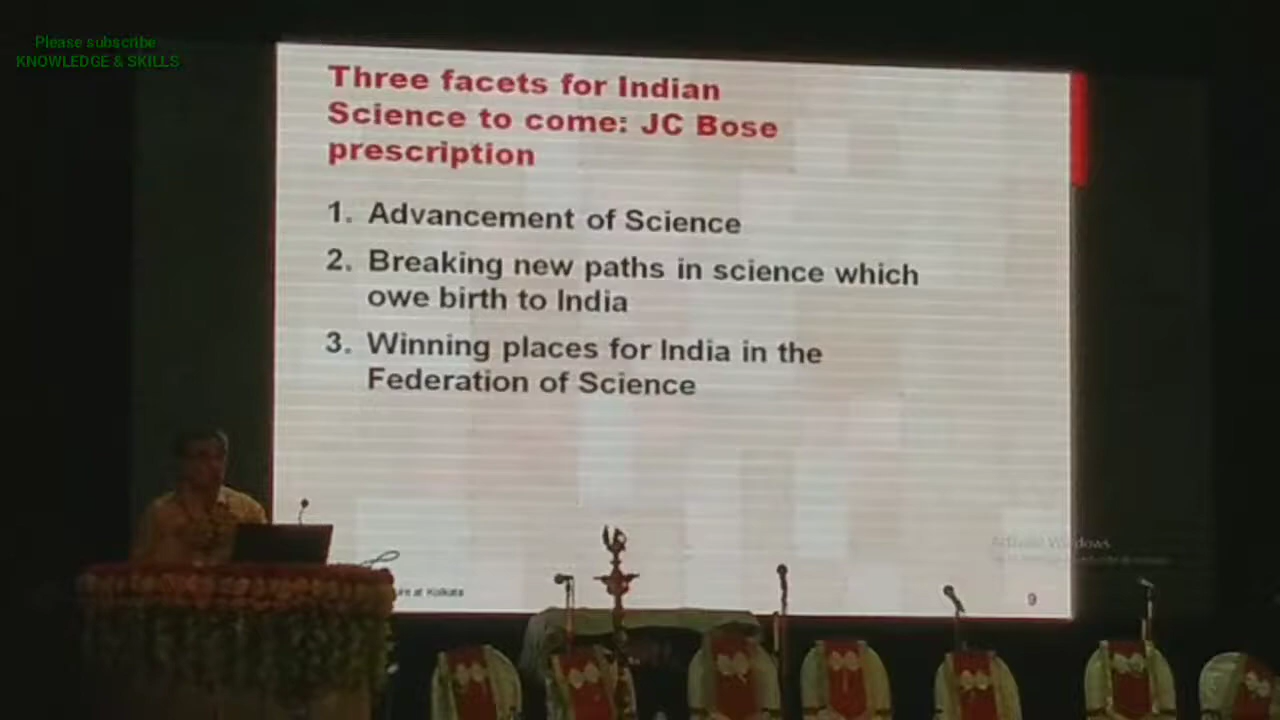 Please subscribe
KNOWLEDGE & SKILLS
Three facets for Indian
Science to come: JC Bose
prescription
1. Advancement of Science
2. Breaking new paths in science which
owe birth to India
3. Winning places for India in the
Federation of Science
Activate Windows
at Kolkata
9